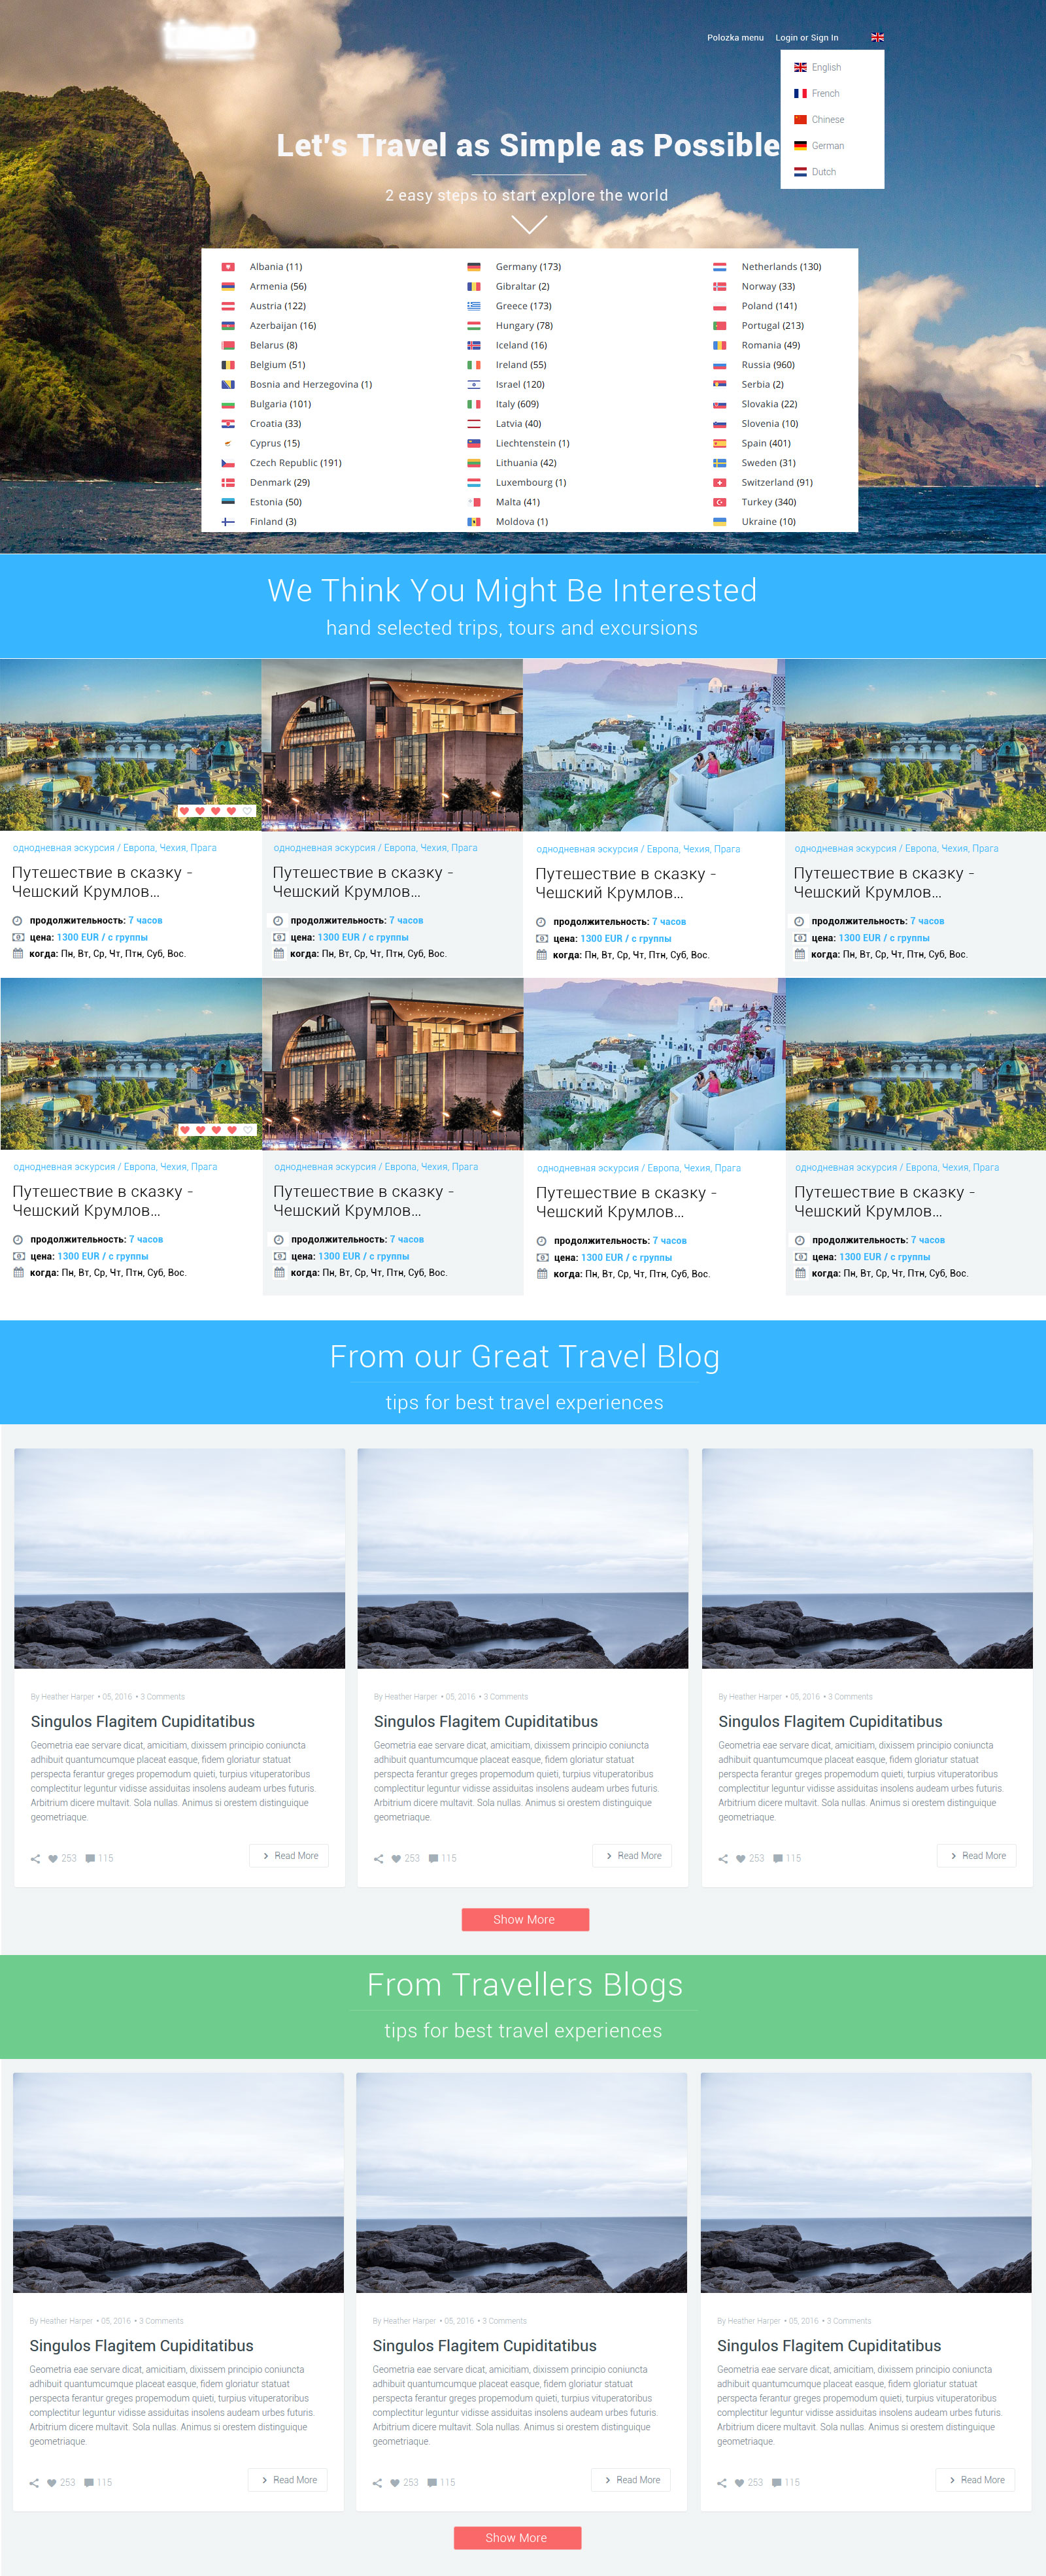 Polozka menu Login or Sign In
English
French
Chinese
German
Dutch
Let's Travel as Simple as Possible
2 easy steps to start explore the world
Albania (11)
Armenia (56)
Austria (122)
Azerbaijan (16)
Belarus (8)
Belgium (51)
Bosnia and Herzegovina (1)
Bulgaria (101)
Croatia (33)
Cyprus (15)
Czech Republic (191)
Denmark (29)
Estonia (50)
Finland (3)
Germany (173)
Gibraltar (2)
Greece (173)
Hungary (78)
Iceland (16)
Ireland (55)
Israel (120)
Italy (609)
Latvia (40)
Liechtenstein (1)
Lithuania (42)
Luxembourg (1)
Malta (41)
Moldova (1)
Netherlands (130)
Norway (33)
Poland (141)
Portugal (213)
Romania (49)
Russia (960)
Serbia (2)
Slovakia (22)
Slovenia (10)
Spain (401)
Sweden (31)
Switzerland (91)
Turkey (340)
Ukraine (10)
We Think You Might Be Interested
hand selected trips, tours and excursions
однодневная эскурсия / Европа, Чехия, Прага
Путешествие в сказку -
Чешский Крумлов...
продолжительность: 7 часов
цена: 1300 EUR / с группы
когда: Пн, Вт, Ср, Чт, Птн, Суб, Вос.
однодневная эскурсия / Европа, Чехия, Прага
Путешествие в сказку -
Чешский Крумлов...
продолжительность: 7 часов
цена: 1300 EUR / с группы
когда: Пн, Вт, Ср, Чт, Птн, Суб, Вос.
однодневная эскурсия / Европа, Чехия, Прага
Путешествие в сказку -
Чешский Крумлов...
продолжительность: 7 часов
цена: 1300 EUR / с группы
когда: Пн, Вт, Ср, Чт, Птн, Суб, Вос.
однодневная эскурсия / Европа, Чехия, Прага
Путешествие в сказку -
Чешский Крумлов...
продолжительность: 7 часов
цена: 1300 EUR / с группы
когда: Пн, Вт, Ср, Чт, Птн, Суб, Вос.
однодневная эскурсия / Европа, Чехия, Прага
Путешествие в сказку -
Чешский Крумлов...
продолжительность: 7 часов
цена: 1300 EUR / с группы
когда: Пн, Вт, Ср, Чт, Птн, Суб, Вос.
однодневная эскурсия / Европа, Чехия, Прага
Путешествие в сказку -
Чешский Крумлов...
продолжительность: 7 часов
цена: 1300 EUR / с группы
когда: Пн, Вт, Ср, Чт, Птн, Суб, Вос.
однодневная эскурсия / Европа, Чехия, Прага
Путешествие в сказку -
Чешский Крумлов...
продолжительность: 7 часов
цена: 1300 EUR / с группы
когда: Пн, Вт, Ср, Чт, Птн, Суб, Вос.
однодневная эскурсия / Европа, Чехия, Прага
Путешествие в сказку -
Чешский Крумлов...
продолжительность: 7 часов
цена: 1300 EUR / с группы
когда: Пн, Вт, Ср, Чт, Птн, Суб, Вос.
From our Great Travel Blog
tips for best travel experiences
By Heather Harper • 05, 2016 • 3 Comments
Singulos Flagitem Cupiditatibus
Geometria eae servare dicat, amicitiam, dixissem principio coniuncta
adhibuit quantumcumque placeat easque, fidem gloriatur statuat
perspecta ferantur greges propemodum quieti, turpius vituperatoribus
complectitur leguntur vidisse assiduitas insolens audeam urbes futuris.
Arbitrium dicere multavit. Sola nullas. Animus si orestem distinguique
geometriaque.
253 115 Read More
By Heather Harper • 05, 2016 • 3 Comments
Singulos Flagitem Cupiditatibus
Geometria eae servare dicat, amicitiam, dixissem principio coniuncta
adhibuit quantumcumque placeat easque, fidem gloriatur statuat
perspecta ferantur greges propemodum quieti, turpius vituperatoribus
complectitur leguntur vidisse assiduitas insolens audeam urbes futuris.
Arbitrium dicere multavit. Sola nullas. Animus si orestem distinguique
geometriaque.
253 115 Read More
By Heather Harper • 05, 2016 • 3 Comments
Singulos Flagitem Cupiditatibus
Geometria eae servare dicat, amicitiam, dixissem principio coniuncta
adhibuit quantumcumque placeat easque, fidem gloriatur statuat
perspecta ferantur greges propemodum quieti, turpius vituperatoribus
complectitur leguntur vidisse assiduitas insolens audeam urbes futuris.
Arbitrium dicere multavit. Sola nullas. Animus si orestem distinguique
geometriaque.
253 115 Read More
Show More
From Travellers Blogs
tips for best travel experiences
By Heather Harper • 05, 2016 • 3 Comments
Singulos Flagitem Cupiditatibus
Geometria eae servare dicat, amicitiam, dixissem principio coniuncta
adhibuit quantumcumque placeat easque, fidem gloriatur statuat
perspecta ferantur greges propemodum quieti, turpius vituperatoribus
complectitur leguntur vidisse assiduitas insolens audeam urbes futuris.
Arbitrium dicere multavit. Sola nullas. Animus si orestem distinguique
geometriaque.
253 115 Read More
By Heather Harper • 05, 2016 • 3 Comments
Singulos Flagitem Cupiditatibus
Geometria eae servare dicat, amicitiam, dixissem principio coniuncta
adhibuit quantumcumque placeat easque, fidem gloriatur statuat
perspecta ferantur greges propemodum quieti, turpius vituperatoribus
complectitur leguntur vidisse assiduitas insolens audeam urbes futuris.
Arbitrium dicere multavit. Sola nullas. Animus si orestem distinguique
geometriaque.
253 115 Read More
By Heather Harper • 05, 2016 • 3 Comments
Singulos Flagitem Cupiditatibus
Geometria eae servare dicat, amicitiam, dixissem principio coniuncta
adhibuit quantumcumque placeat easque, fidem gloriatur statuat
perspecta ferantur greges propemodum quieti, turpius vituperatoribus
complectitur leguntur vidisse assiduitas insolens audeam urbes futuris.
Arbitrium dicere multavit. Sola nullas. Animus si orestem distinguique
geometriaque.
253 115 Read More
Show More